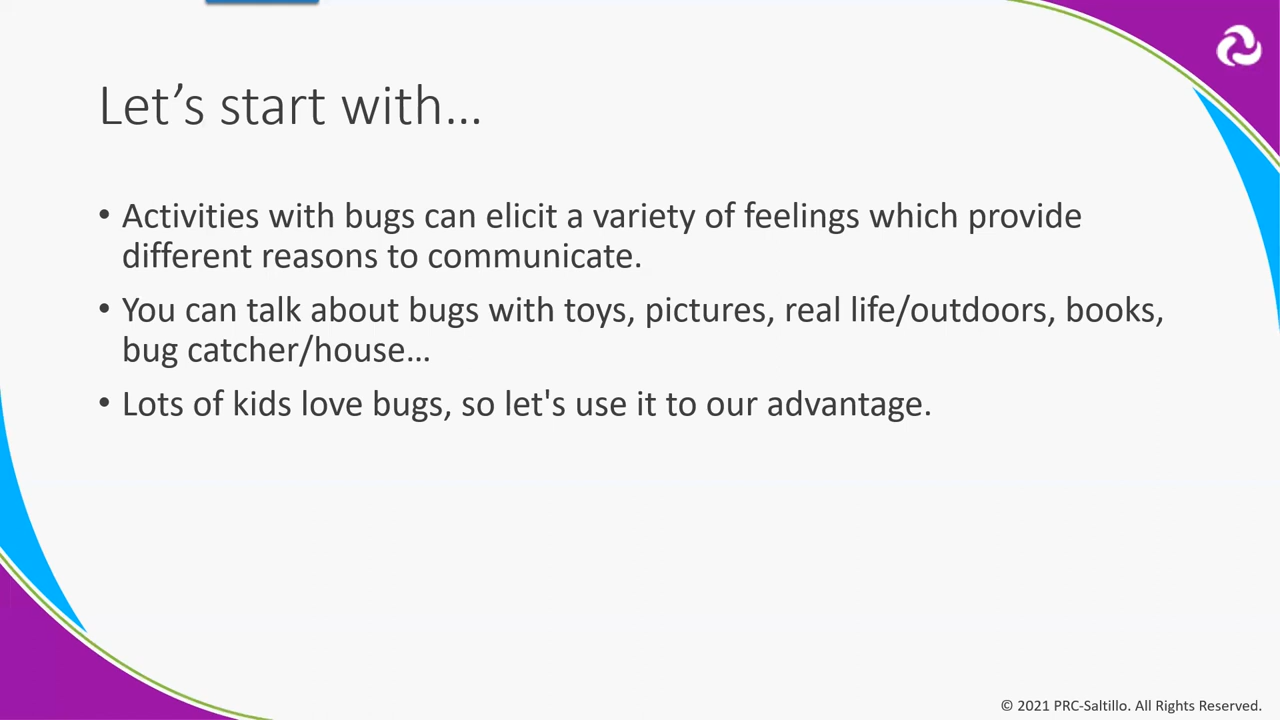 Let’s start with…
• Activities with bugs can elicit a variety of feelings which provide
different reasons to communicate.
• You can talk about bugs with toys, pictures, real life/outdoors, books,
bug catcher/house…
• Lots of kids love bugs, so let's use it to our advantage.
© 2021 PRC-Saltillo. All Rights Reserved.